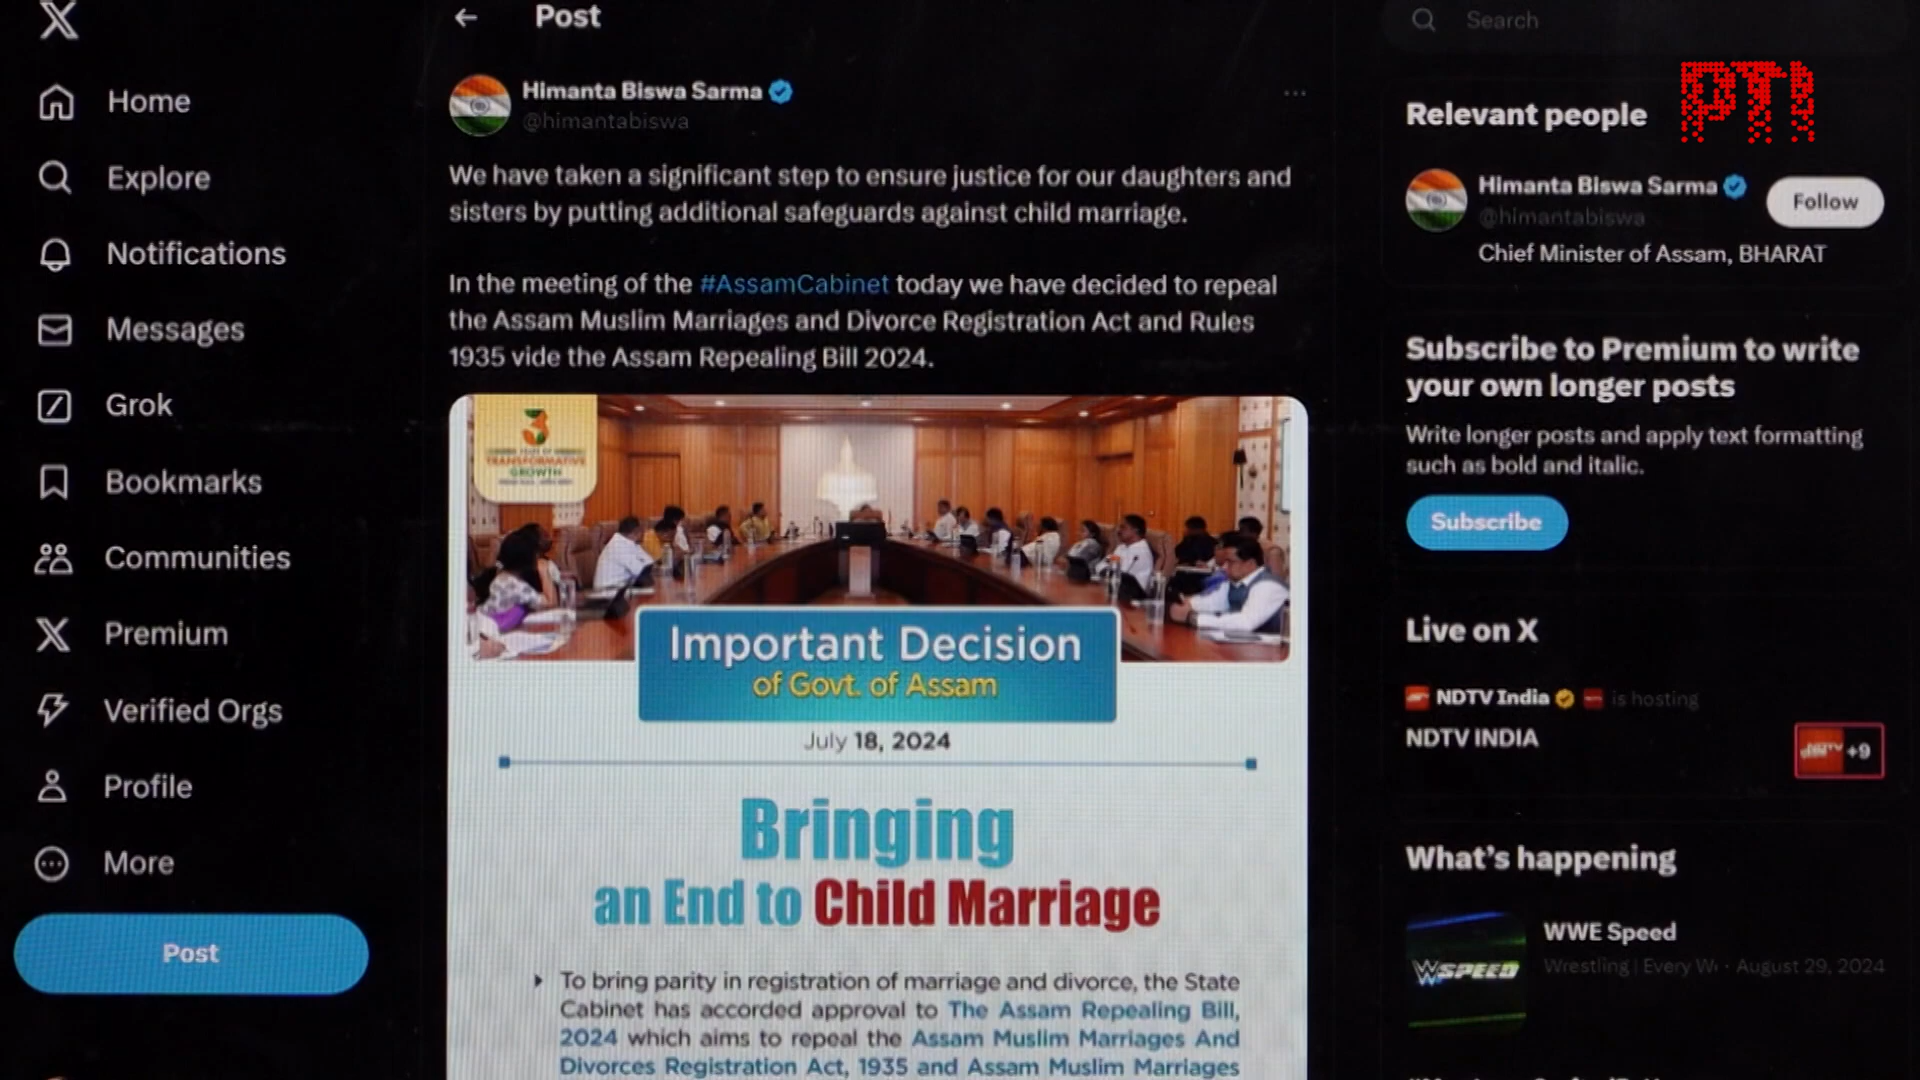 Home
Explore
Notifications
Messages
Grok
Bookmarks
Communities
Premium
Verified Orgs
Profile
More
Post
Post
Himanta Biswa Sarma
@himantabiswa
We have taken a significant step to ensure justice for our daughters and
sisters by putting additional safeguards against child marriage.
In the meeting of the #AssamCabinet today we have decided to repeal
the Assam Muslim Marriages and Divorce Registration Act and Rules
1935 vide the Assam Repealing Bill 2024.
3
TRANSFORMATIVE
GROWTH
Important Decision
of Govt. of Assam
July 18, 2024
Bringing
an End to Child Marriage
To bring parity in registration of marriage and divorce, the State
Cabinet has accorded approval to The Assam Repealing Bill,
2024 which aims to repeal the Assam Muslim Marriages And
Divorces Registration Act, 1935 and Assam Muslim Marriages
Search
PTI
Relevant people
Himanta Biswa Sarma
@himantabiswa
Follow
Chief Minister of Assam, BHARAT
Subscribe to Premium to write
your own longer posts
Write longer posts and apply text formatting
such as bold and italic.
Subscribe
Live on X
NDTV India is hosting
NDTV INDIA
NDTV +9
What's happening
WWE Speed
Wrestling | Every W · August 29, 2024
SPEED